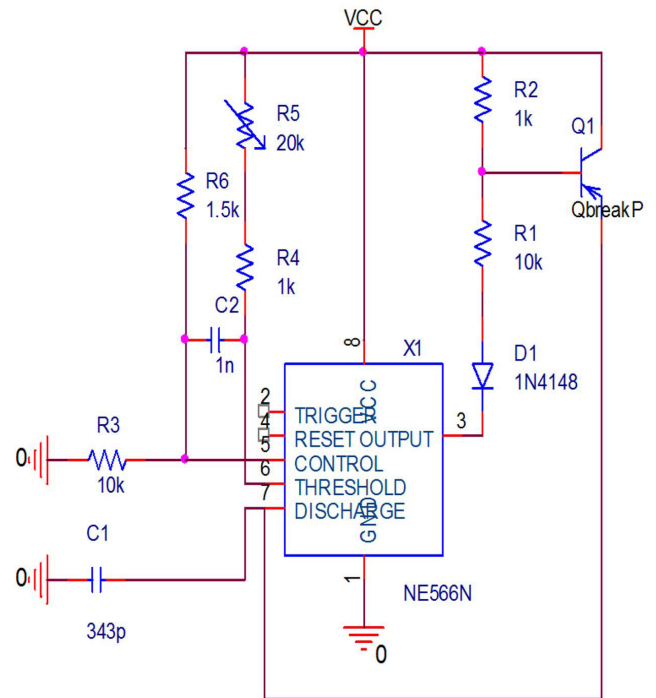 VCC
R5
20k
R6
1.5k
R4
1k
C2
1n
R2
1k
Q1
QbreakP
R1
10k
D1
1N4148
X1
8
VCC
2
TRIGGER
4
RESET OUTPUT
3
5
CONTROL
6
THRESHOLD
7
DISCHARGE
GND
1
NE566N
0
R3
10k
0
C1
343p
0